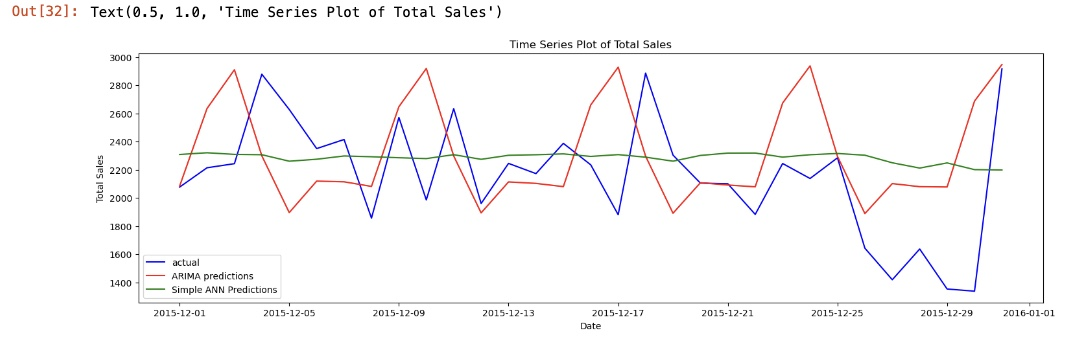 Out[32]: Text(0.5, 1.0, 'Time Series Plot of Total Sales')
Time Series Plot of Total Sales
3000
2800
2600
2400
2200
2000
1800
1600
1400
Total Sales
actual
ARIMA predictions
Simple ANN Predictions
2015-12-01 2015-12-05 2015-12-09 2015-12-13 2015-12-17 2015-12-21 2015-12-25 2015-12-29 2016-01-01
Date